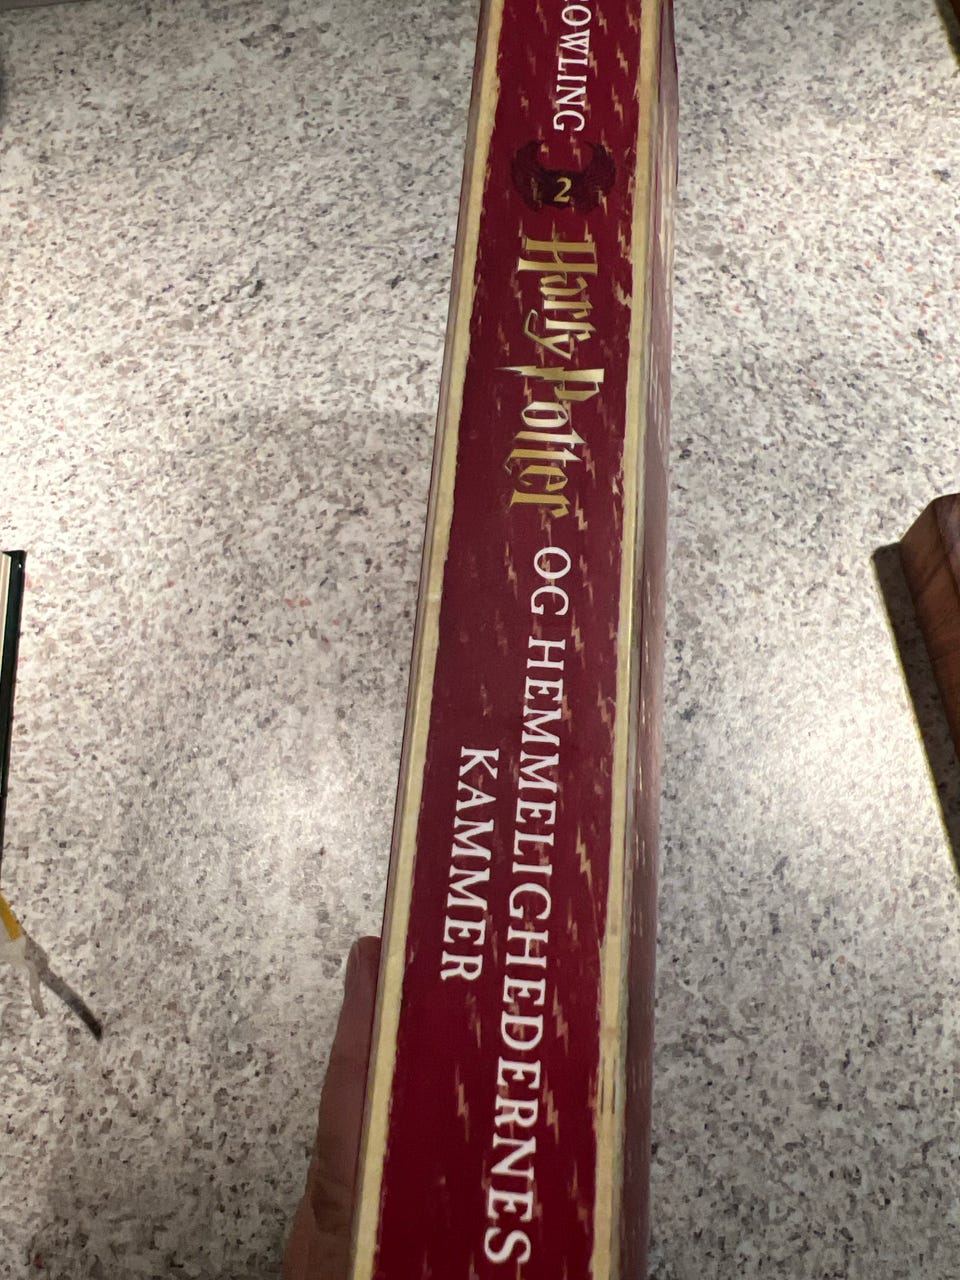 OWLING
2
Harry Potter
OG HEMMELIGHEDERNES
KAMMER